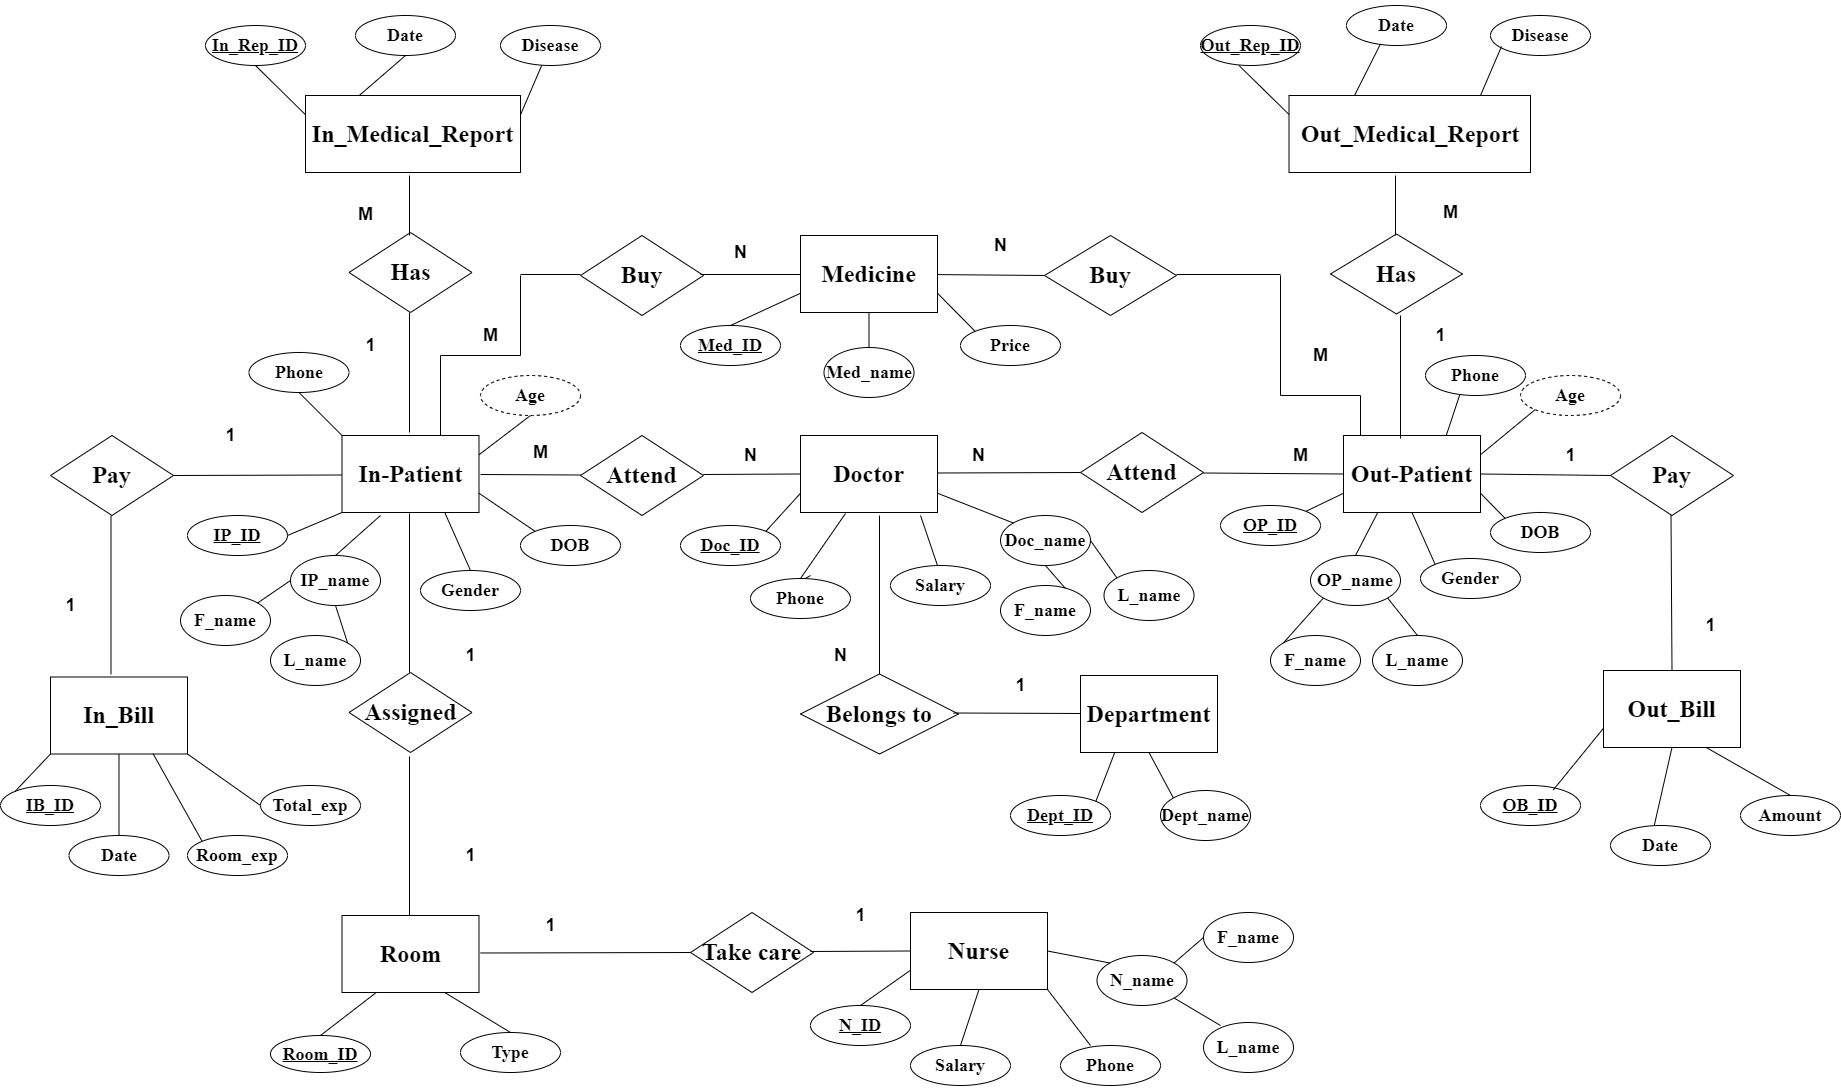 In_Rep_ID
Date
Disease
In_Medical_Report
Out_Rep_ID
Date
Disease
Out_Medical_Report
M
Has
1
M
Has
1
Buy
N
M
Medicine
N
Buy
M
Med_ID
Med_name
Price
Phone
Age
In-Patient
1
Pay
1
IP_ID
IP_name
F_name
L_name
Gender
DOB
M
Attend
N
Doctor
N
Attend
M
Doc_ID
Phone
Salary
Doc_name
F_name
L_name
Phone
Age
Out-Patient
1
Pay
1
OP_ID
OP_name
F_name
L_name
Gender
DOB
In_Bill
IB_ID
Date
Room_exp
Total_exp
1
Assigned
1
N
Belongs to
1
Department
Dept_ID
Dept_name
Out_Bill
OB_ID
Date
Amount
Room
Room_ID
Type
1
Take care
1
Nurse
N_ID
Salary
Phone
N_name
F_name
L_name